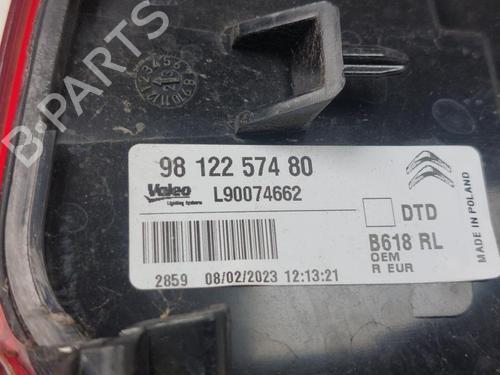 B-PARTS
98 122 574 80
Valeo
Lighting Systems
L90074662
DTD
B618 RL
OEM
R EUR
MADE IN POLAND
2859 08/02/2023 12:13:21